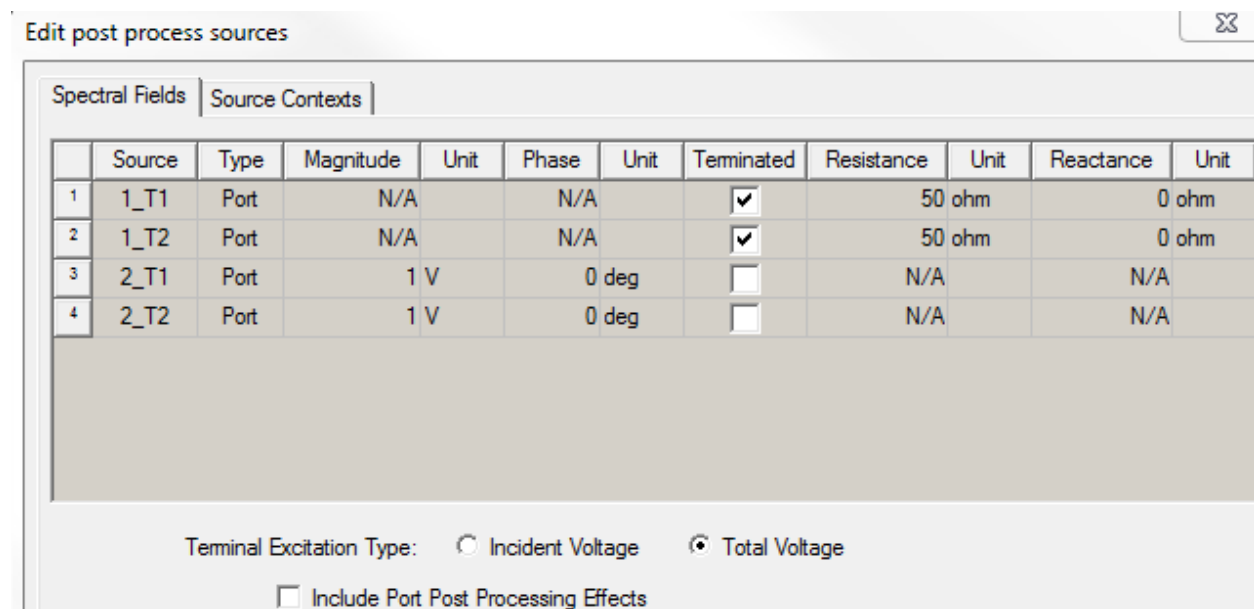 Edit post process sources
Spectral Fields Source Contexts
Source Type Magnitude Unit Phase Unit Terminated Resistance Unit Reactance Unit
1 1_T1 Port N/A N/A 50 ohm 0 ohm
2 1_T2 Port N/A N/A 50 ohm 0 ohm
3 2_T1 Port 1 V 0 deg N/A N/A
4 2_T2 Port 1 V 0 deg N/A N/A
Terminal Excitation Type: Incident Voltage Total Voltage
Include Port Post Processing Effects